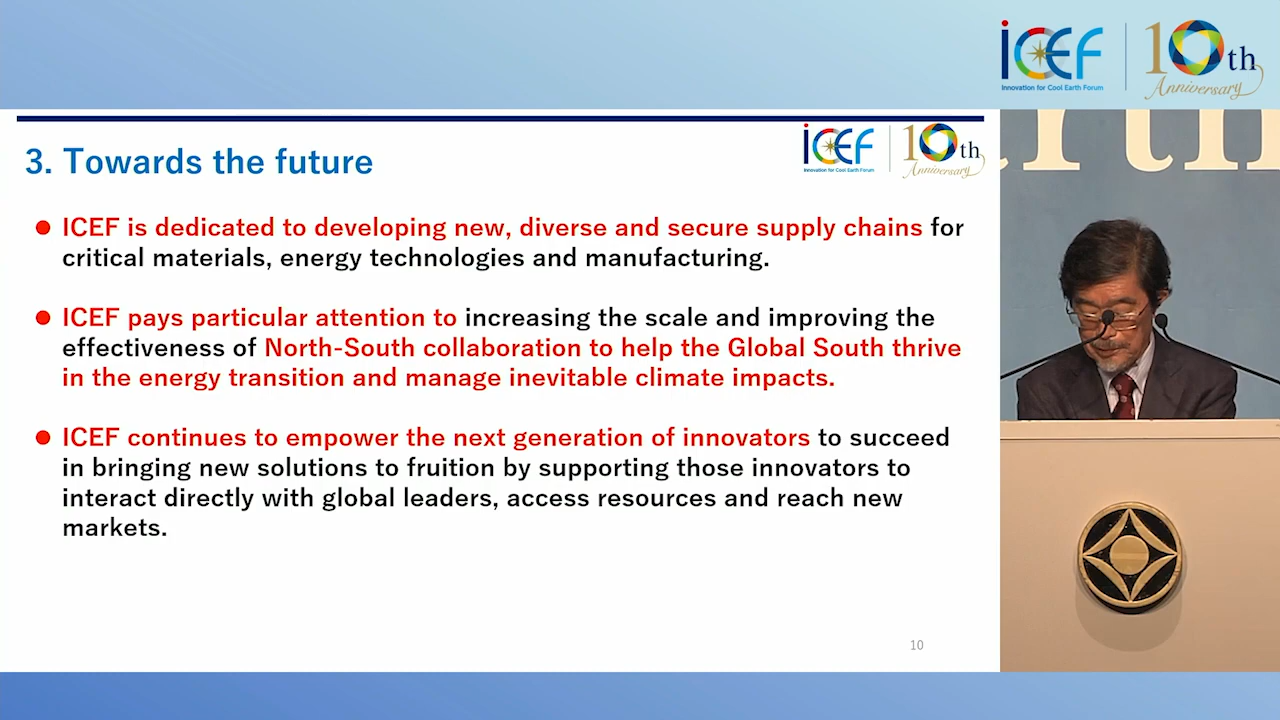 ICEF
Innovation for Cool Earth Forum
10th
Anniversary
3. Towards the future
ICEF
Innovation for Cool Earth Forum
10th
Anniversary
● ICEF is dedicated to developing new, diverse and secure supply chains for
critical materials, energy technologies and manufacturing.
● ICEF pays particular attention to increasing the scale and improving the
effectiveness of North-South collaboration to help the Global South thrive
in the energy transition and manage inevitable climate impacts.
● ICEF continues to empower the next generation of innovators to succeed
in bringing new solutions to fruition by supporting those innovators to
interact directly with global leaders, access resources and reach new
markets.
10